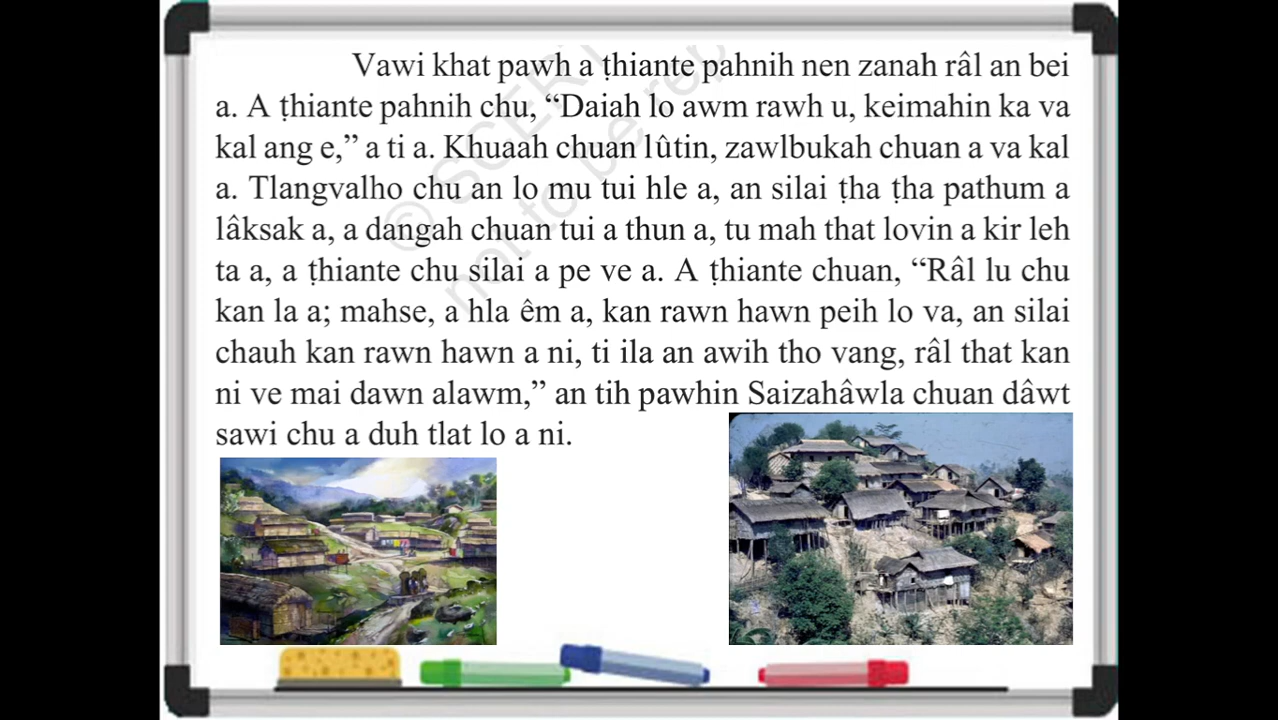 Vawi khat pawh a ṭhiante pahnih nen zanah râl an bei
a. A ṭhiante pahnih chu, “Daiah lo awm rawh u, keimahin ka va
kal ang e,” a ti a. Khuaah chuan lûtin, zawlbukah chuan a va kal
a. Tlangvalho chu an lo mu tui hle a, an silai ṭha ṭha pathum a
lâksak a, a dangah chuan tui a thun a, tu mah that lovin a kir leh
ta a, a ṭhiante chu silai a pe ve a. A ṭhiante chuan, “Râl lu chu
kan la a; mahse, a hla êm a, kan rawn hawn peih lo va, an silai
chauh kan rawn hawn a ni, ti ila an awih tho vang, râl that kan
ni ve mai dawn alawm,” an tih pawhin Saizahâwla chuan dâwt
sawi chu a duh tlat lo a ni.
© SCERT
not to be rep